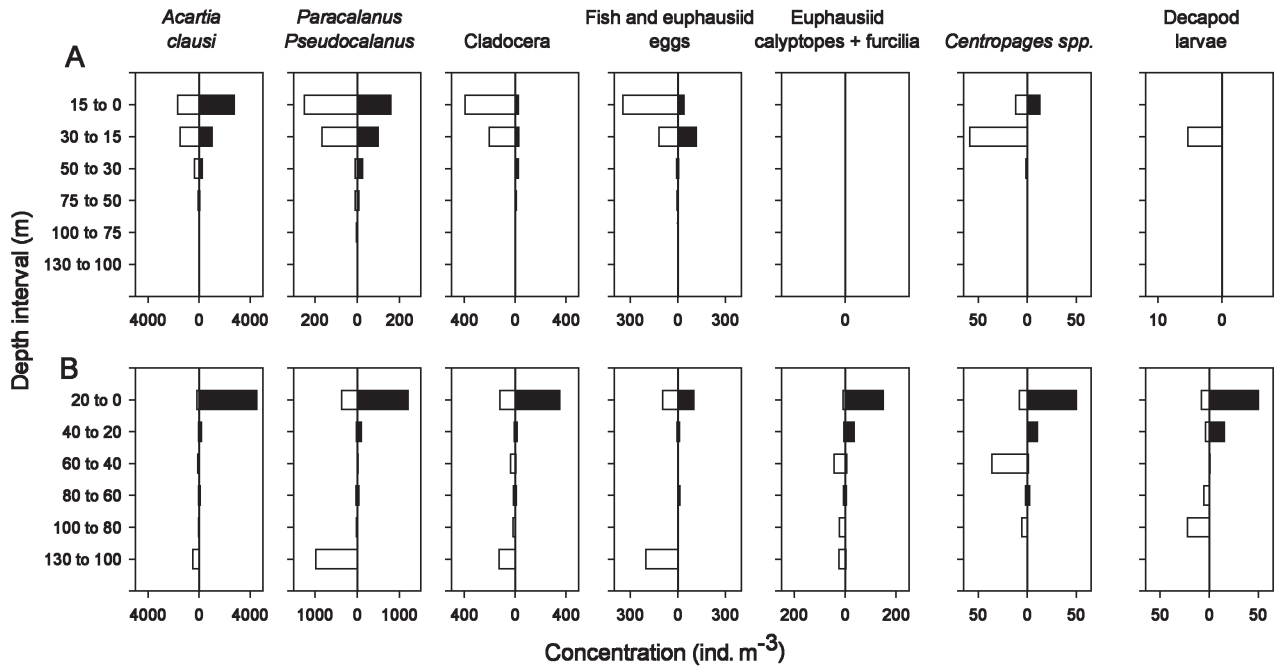 Acartia
clausi
Paracalanus
Pseudocalanus
Cladocera
Fish and euphausiid
eggs
Euphausiid
calyptopes + furcilia
Centropages spp.
Decapod
larvae
A
15 to 0
30 to 15
50 to 30
75 to 50
100 to 75
130 to 100
4000 0 4000
200 0 200
400 0 400
300 0 300
0
50 0 50
10 0
Depth interval (m)
B
20 to 0
40 to 20
60 to 40
80 to 60
100 to 80
130 to 100
4000 0 4000
1000 0 1000
400 0 400
300 0 300
200 0 200
50 0 50
50 0 50
Concentration (ind. m⁻³)